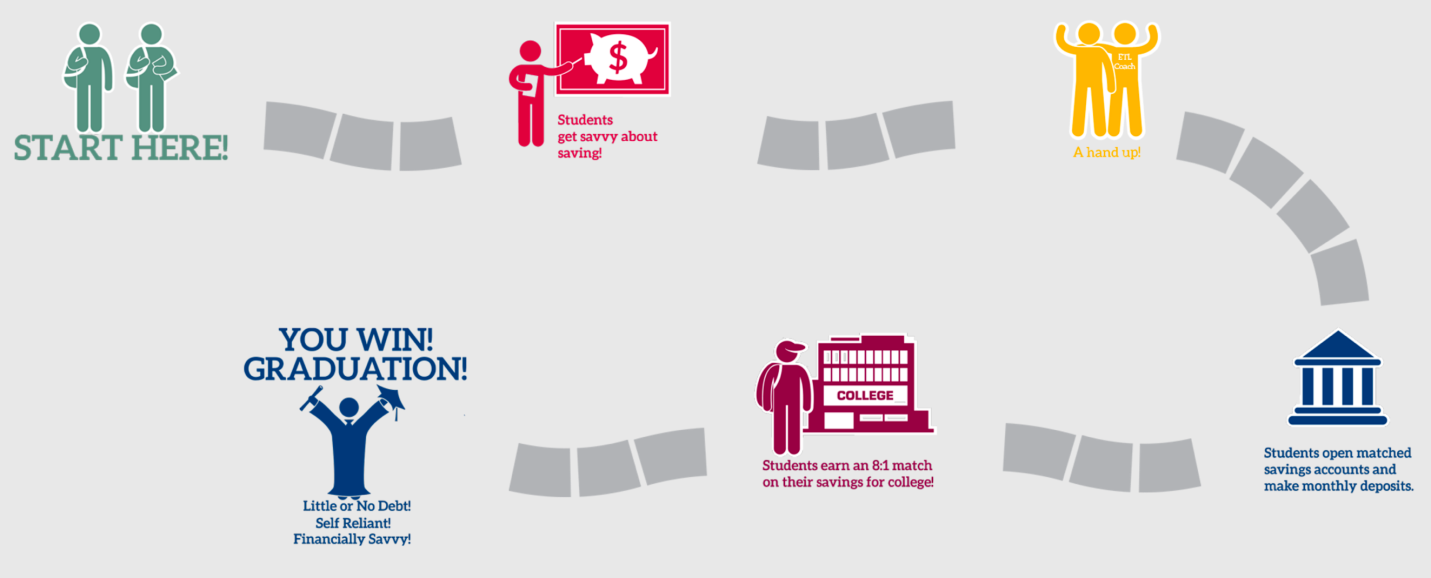 START HERE!
$
Students
get savvy about
saving!
ETL
Coach
A hand up!
Students open matched
savings accounts and
make monthly deposits.
COLLEGE
Students earn an 8:1 match
on their savings for college!
YOU WIN!
GRADUATION!
Little or No Debt!
Self Reliant!
Financially Savvy!